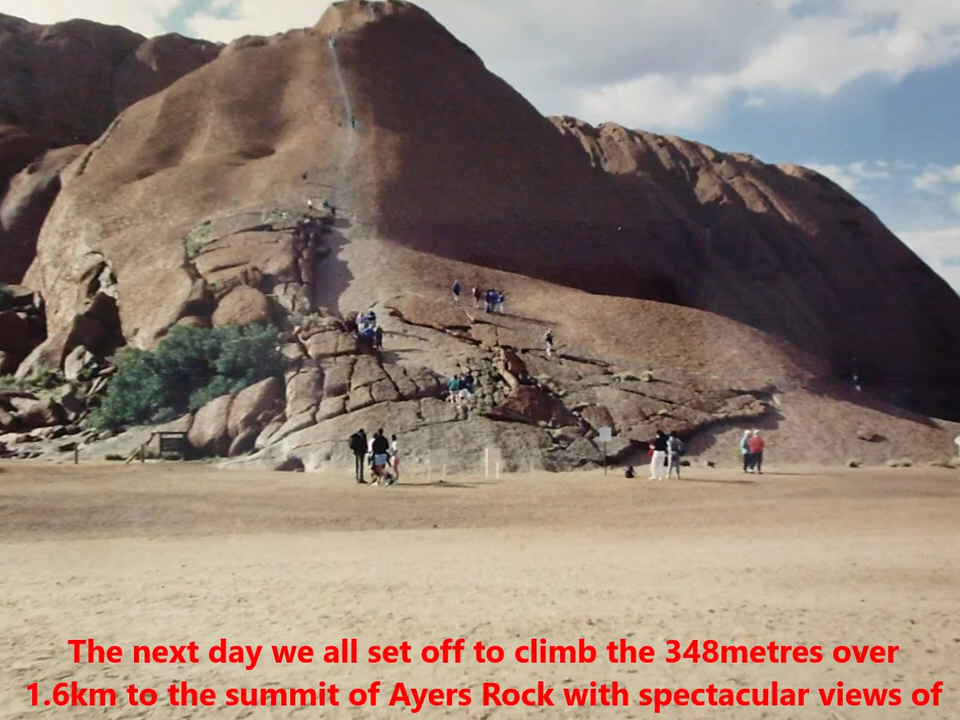 The next day we all set off to climb the 348metres over
1.6km to the summit of Ayers Rock with spectacular views of